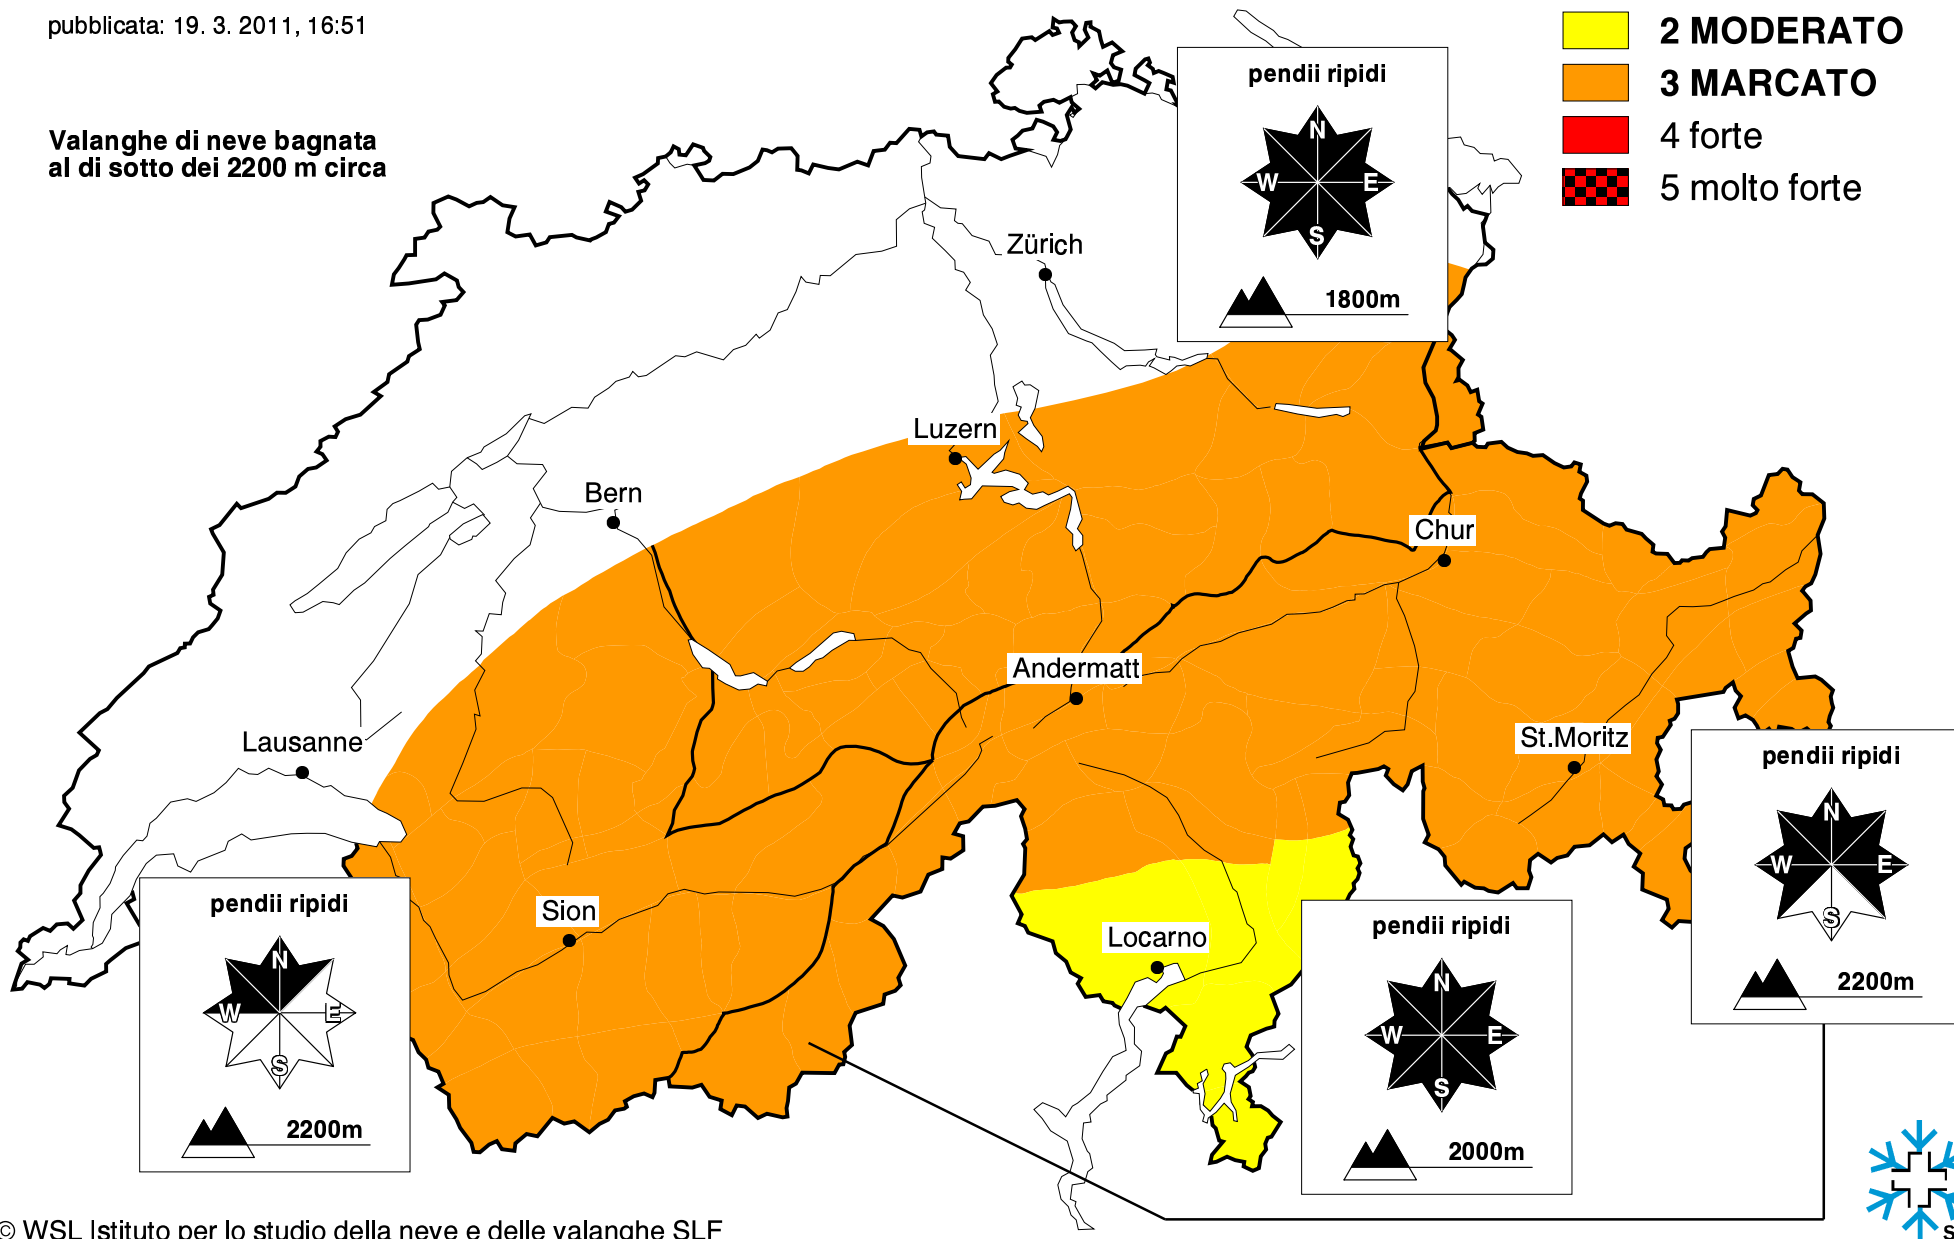 pubblicata: 19. 3. 2011, 16:51
Valanghe di neve bagnata
al di sotto dei 2200 m circa
2 MODERATO
3 MARCATO
4 forte
5 molto forte
pendii ripidi
N
W E
S
1800m
Zürich
Luzern
Bern
Chur
Andermatt
Lausanne
St.Moritz
Sion
Locarno
pendii ripidi
N
W E
S
2200m
pendii ripidi
N
W E
S
2200m
pendii ripidi
N
W E
S
2000m
© WSL Istituto per lo studio della neve e delle valanghe SLF
S